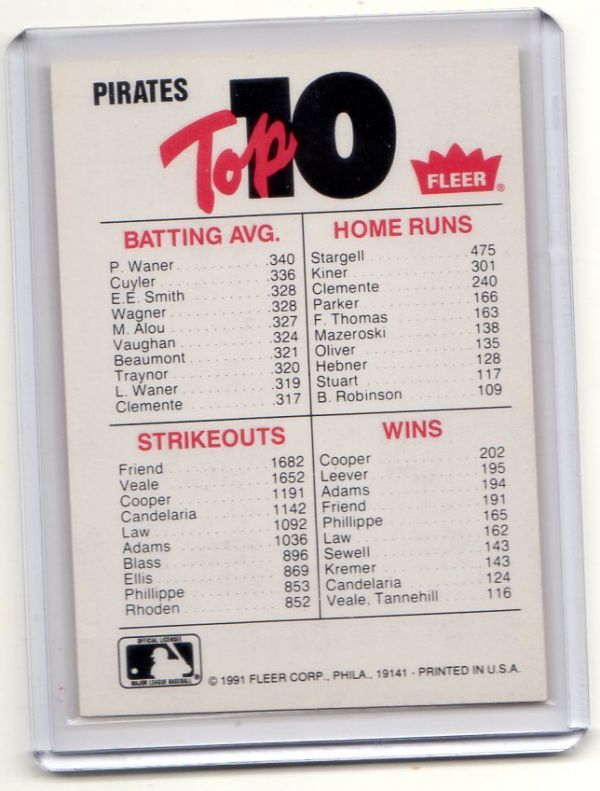 PIRATES
Top 10
FLEER ®
BATTING AVG.
P. Waner .340
Cuyler .336
E.E. Smith .328
Wagner .328
M. Alou .327
Vaughan .324
Beaumont .321
Traynor .320
L. Waner .319
Clemente .317
HOME RUNS
Stargell 475
Kiner 301
Clemente 240
Parker 166
F. Thomas 163
Mazeroski 138
Oliver 135
Hebner 128
Stuart 117
B. Robinson 109
STRIKEOUTS
Friend 1682
Veale 1652
Cooper 1191
Candelaria 1142
Law 1092
Adams 1036
Blass 896
Ellis 869
Phillippe 853
Rhoden 852
WINS
Cooper 202
Leever 195
Adams 194
Friend 191
Phillippe 165
Law 162
Sewell 143
Kremer 143
Candelaria 124
Veale, Tannehill 116
OFFICIAL LICENSEE
MAJOR LEAGUE BASEBALL
© 1991 FLEER CORP., PHILA., 19141 - PRINTED IN U.S.A.